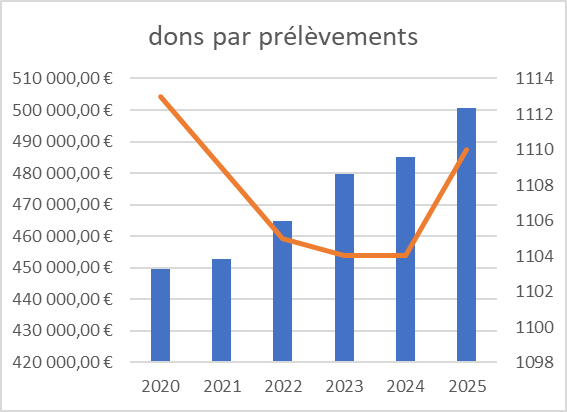 dons par prélèvements
510 000,00 € 1114
500 000,00 € 1112
490 000,00 € 1110
480 000,00 € 1108
470 000,00 € 1106
460 000,00 € 1104
450 000,00 € 1102
440 000,00 € 1100
430 000,00 € 1098
420 000,00 €
2020 2021 2022 2023 2024 2025